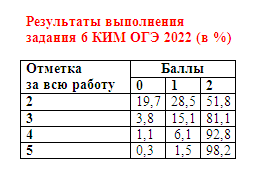 Результаты выполнения
задания 6 КИМ ОГЭ 2022 (в %)
Отметка Баллы
за всю работу 0 1 2
2 19,7 28,5 51,8
3 3,8 15,1 81,1
4 1,1 6,1 92,8
5 0,3 1,5 98,2